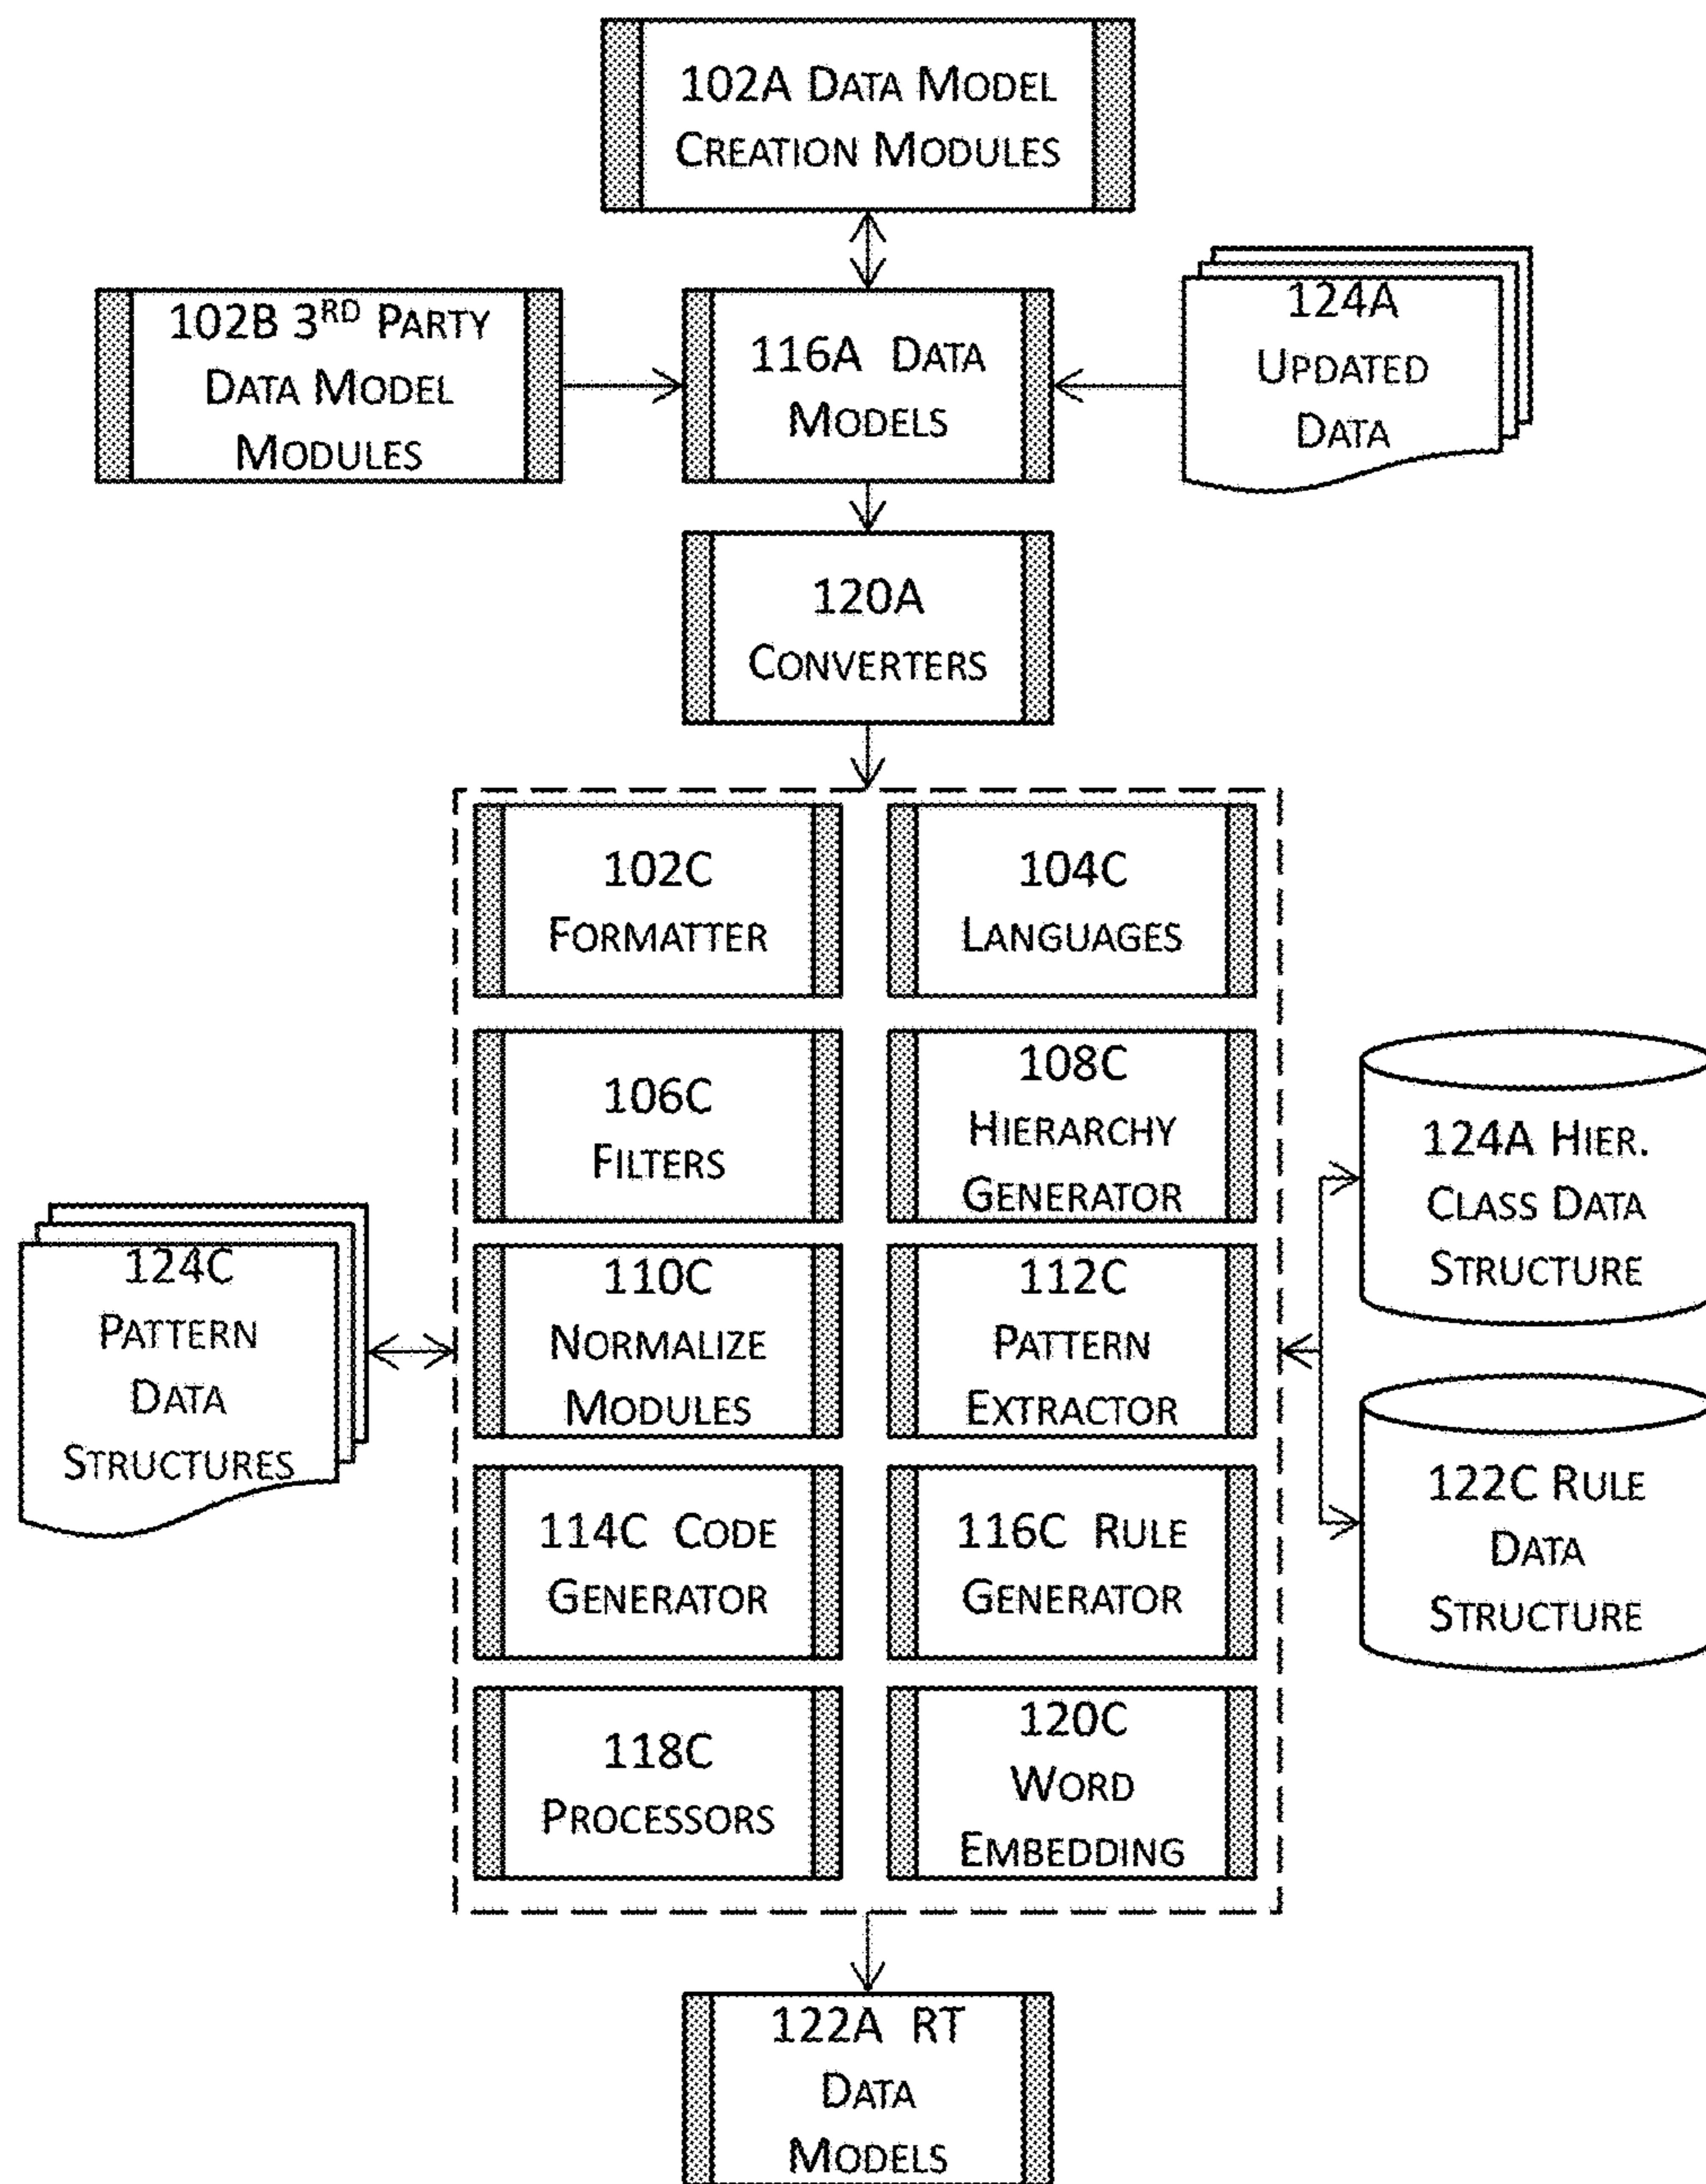 102A DATA MODEL
CREATION MODULES
102B 3RD PARTY
DATA MODEL
MODULES
116A DATA
MODELS
124A
UPDATED
DATA
120A
CONVERTERS
102C
FORMATTER
104C
LANGUAGES
106C
FILTERS
108C
HIERARCHY
GENERATOR
124A HIER.
CLASS DATA
STRUCTURE
124C
PATTERN
DATA
STRUCTURES
110C
NORMALIZE
MODULES
112C
PATTERN
EXTRACTOR
122C RULE
DATA
STRUCTURE
114C CODE
GENERATOR
116C RULE
GENERATOR
118C
PROCESSORS
120C
WORD
EMBEDDING
122A RT
DATA
MODELS